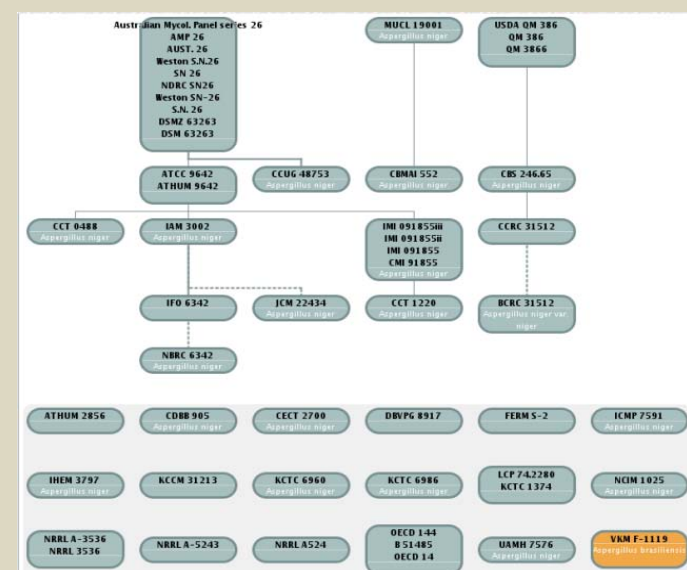 Australian Mycol. Panel series 26
AMP 26
AUST. 26
Weston S.N.26
SN 26
NDRC SN26
Weston SN-26
S.N. 26
DSMZ 63263
DSM 63263
MUCL 19001
Aspergillus niger
USDA QM 386
QM 386
QM 3866
ATCC 9642
ATHUM 9642
CCUG 48753
Aspergillus niger
CBMAI 552
Aspergillus niger
CBS 246.65
Aspergillus niger
CCT 0488
Aspergillus niger
IAM 3002
Aspergillus niger
IMI 091855iii
IMI 091855ii
IMI 091855
CMI 91855
Aspergillus niger
CCRC 31512
IFO 6342
JCM 22434
Aspergillus niger
CCT 1220
Aspergillus niger
BCRC 31512
Aspergillus niger var.
niger
NBRC 6342
Aspergillus niger
ATHUM 2856
CDBB 905
Aspergillus niger
CECT 2700
Aspergillus niger
DBVPG 8917
FERM S-2
ICMP 7591
Aspergillus niger
IHEM 3797
Aspergillus niger
KCCM 31213
KCTC 6960
Aspergillus niger
KCTC 6986
Aspergillus niger
LCP 74.2280
KCTC 1374
NCIM 1025
Aspergillus niger
NRRL A-3536
NRRL 3536
NRRL A-5243
NRRL A524
OECD 144
B 51485
OECD 14
UAMH 7576
Aspergillus niger
VKM F-1119
Aspergillus brasiliensis